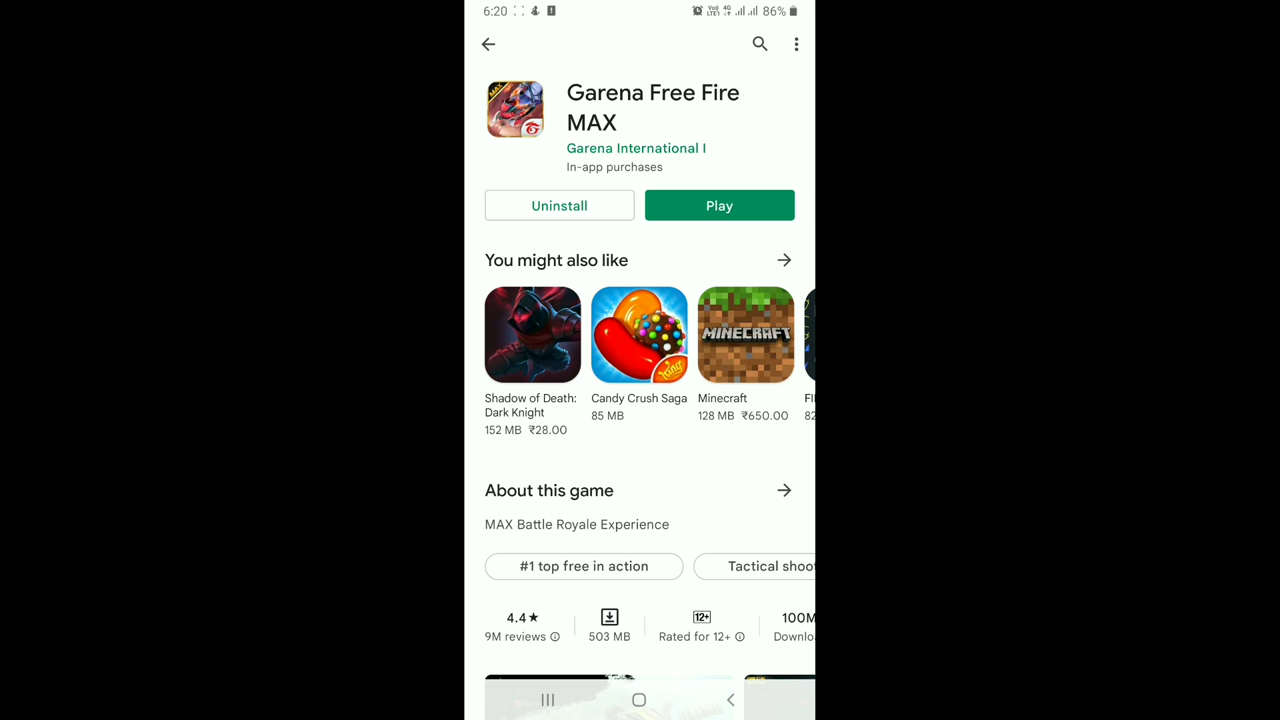 6:20 86%
Garena Free Fire
MAX
Garena International I
In-app purchases
Uninstall Play
You might also like
MINECRAFT
King
Shadow of Death: Candy Crush Saga Minecraft
Dark Knight 85 MB 128 MB ₹650.00
152 MB ₹28.00
About this game
MAX Battle Royale Experience
#1 top free in action Tactical shoo
4.4★ 12+ 100M
9M reviews 503 MB Rated for 12+ Downlo